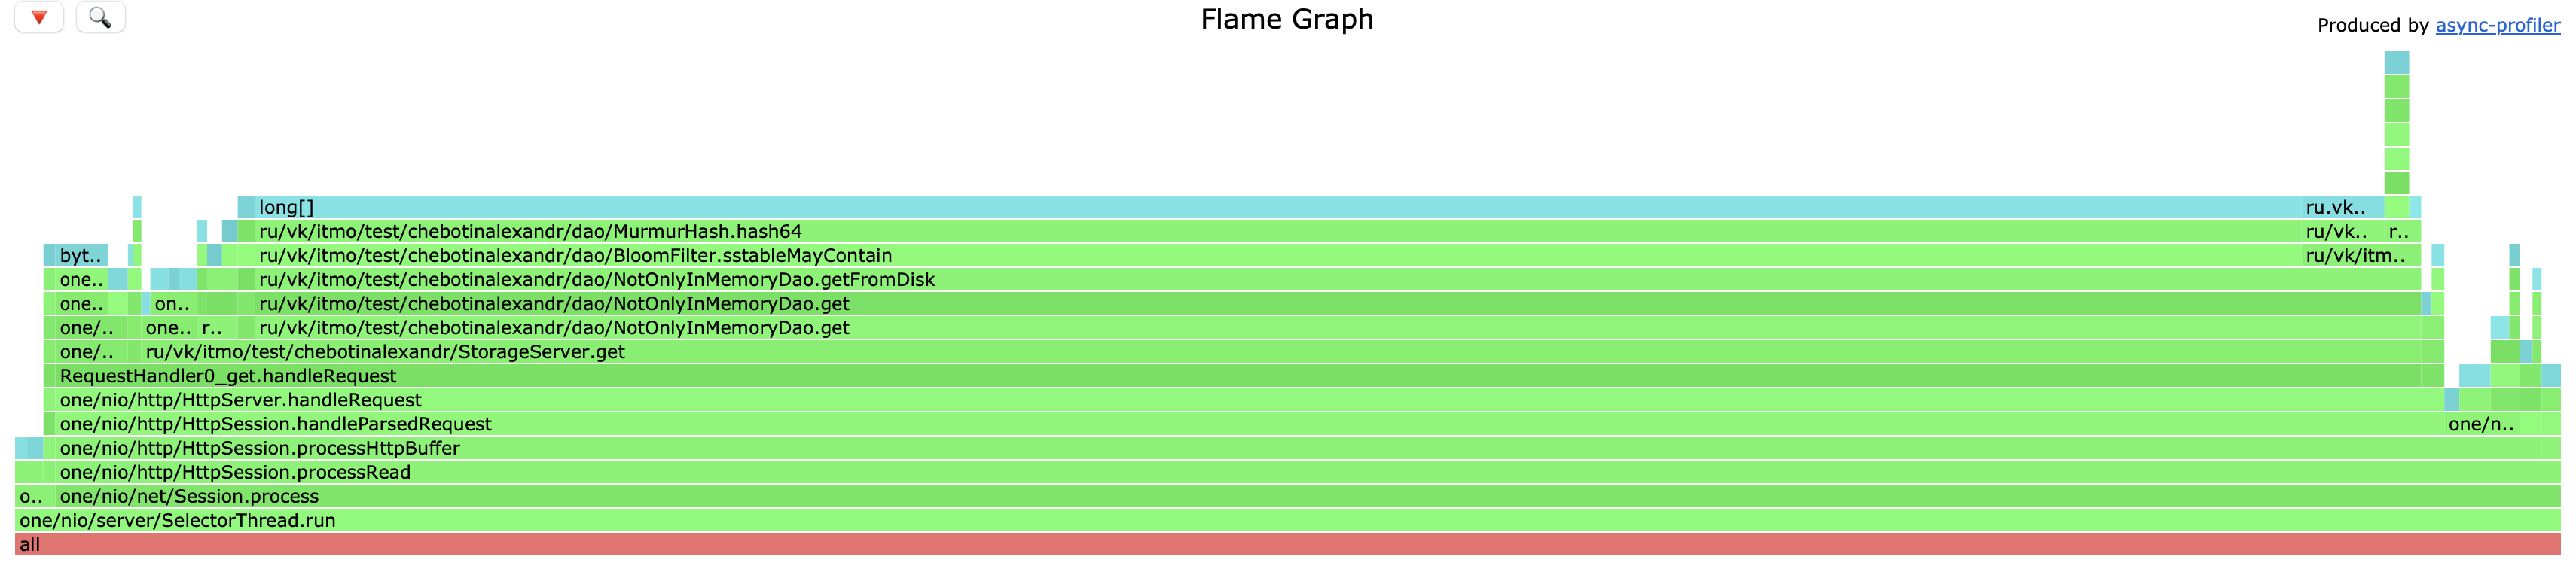 Flame Graph
Produced by async-profiler
long[] ru.vk..
ru/vk/itmo/test/chebotinalexandr/dao/MurmurHash.hash64 ru/vk.. r..
byt.. ru/vk/itmo/test/chebotinalexandr/dao/BloomFilter.sstableMayContain ru/vk/itm..
one.. ru/vk/itmo/test/chebotinalexandr/dao/NotOnlyInMemoryDao.getFromDisk
one.. on.. ru/vk/itmo/test/chebotinalexandr/dao/NotOnlyInMemoryDao.get
one/.. one.. r.. ru/vk/itmo/test/chebotinalexandr/dao/NotOnlyInMemoryDao.get
one/.. ru/vk/itmo/test/chebotinalexandr/StorageServer.get
RequestHandler0_get.handleRequest
one/nio/http/HttpServer.handleRequest
one/nio/http/HttpSession.handleParsedRequest one/n..
one/nio/http/HttpSession.processHttpBuffer
one/nio/http/HttpSession.processRead
o.. one/nio/net/Session.process
one/nio/server/SelectorThread.run
all